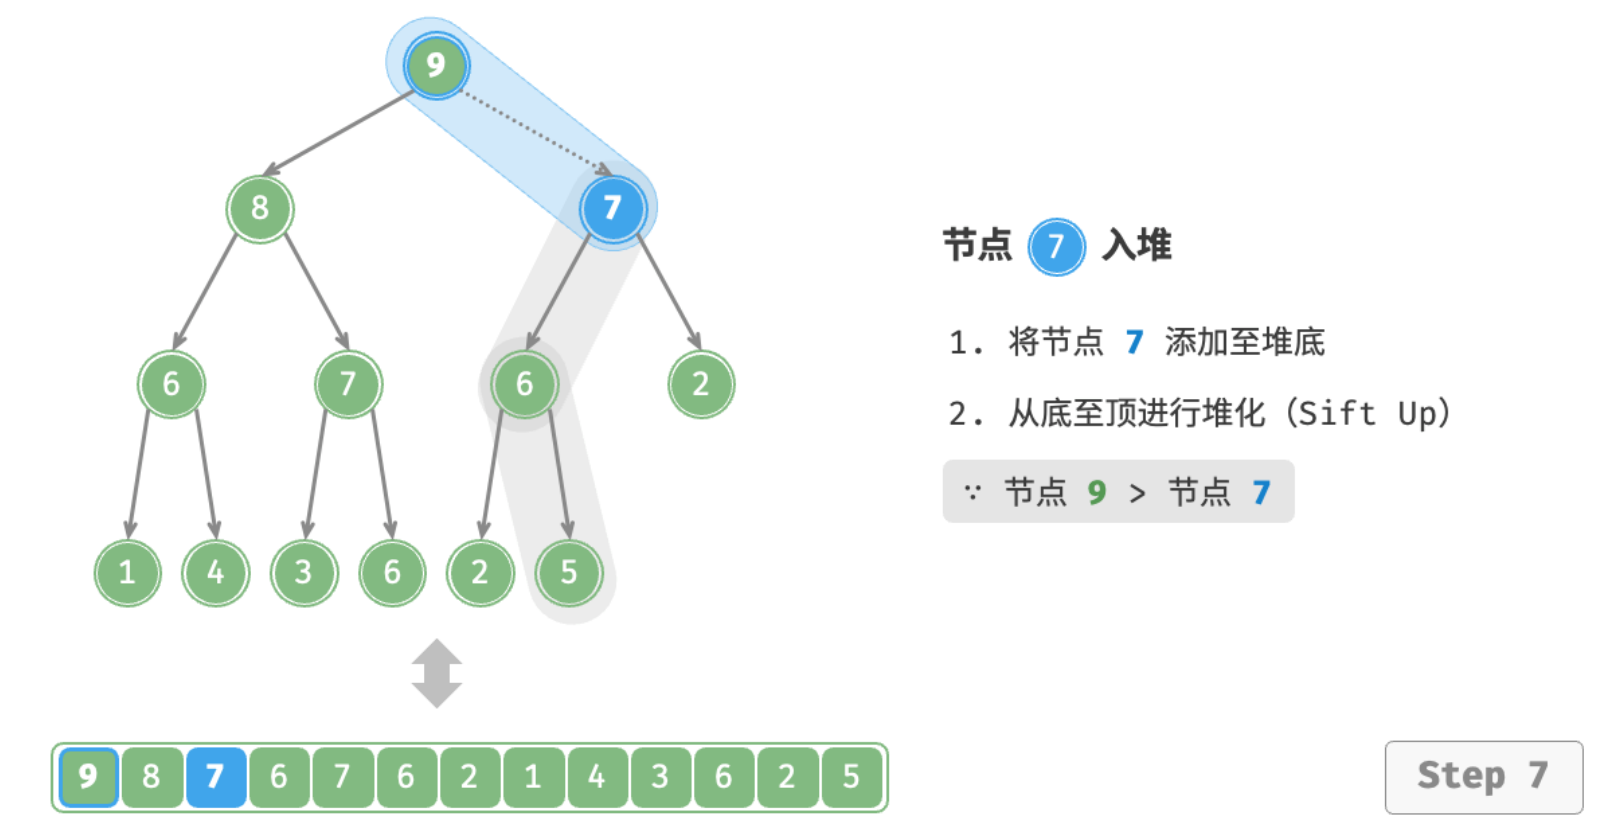 9
8 7
6 7 6 2
1 4 3 6 2 5
9 8 7 6 7 6 2 1 4 3 6 2 5
节点 7 入堆
1. 将节点 7 添加至堆底
2. 从底至顶进行堆化（Sift Up）
∵ 节点 9 > 节点 7
Step 7